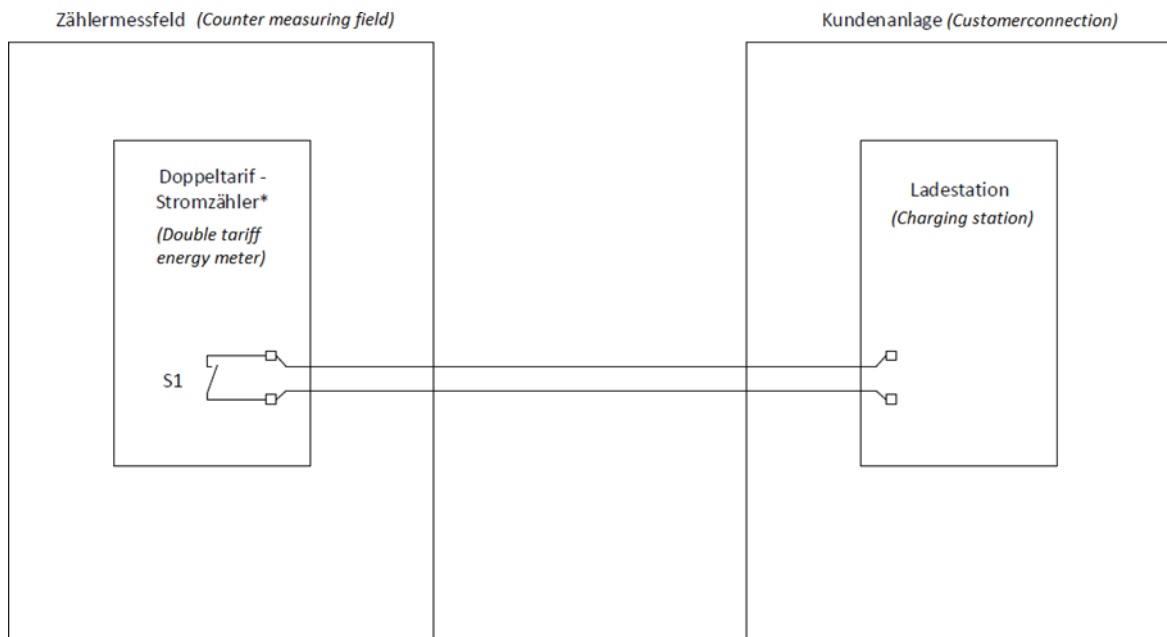 Zählermessfeld (Counter measuring field)
Kundenanlage (Customerconnection)
Doppeltarif -
Stromzähler*
(Double tariff
energy meter)
Ladestation
(Charging station)
S1